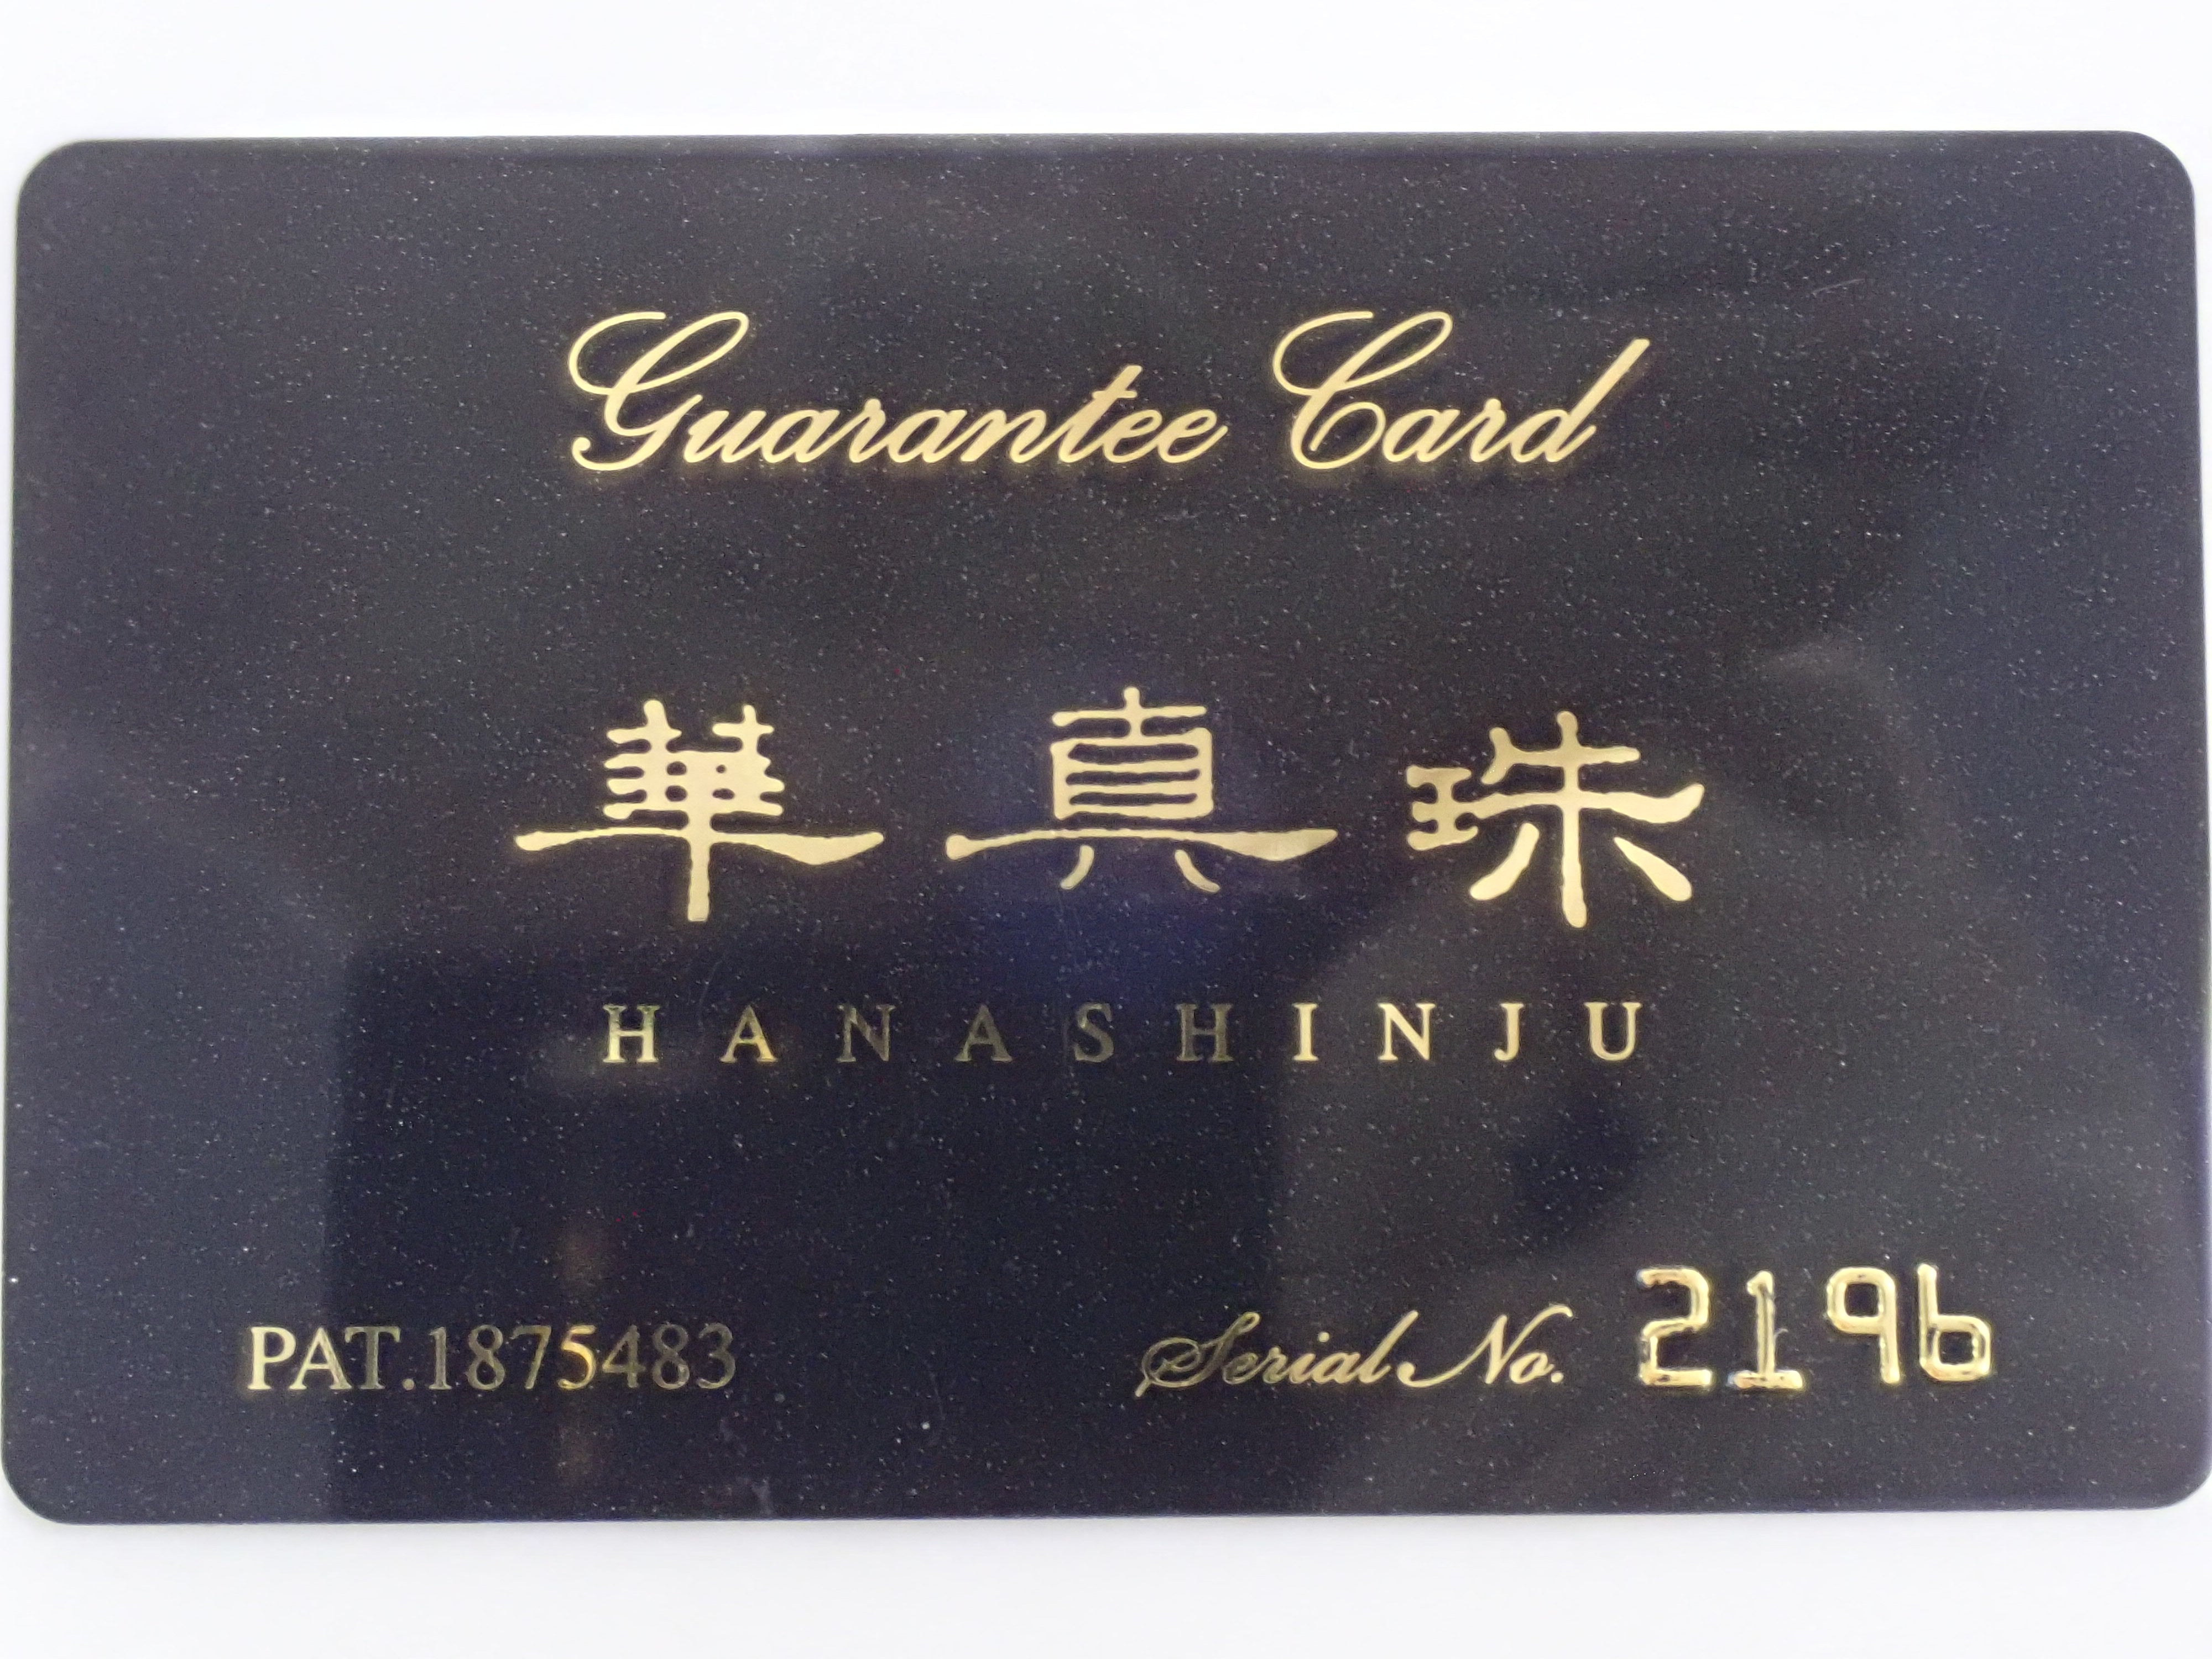 Guarantee Card
華真珠
HANASHINJU
PAT.1875483
Serial No. 2196